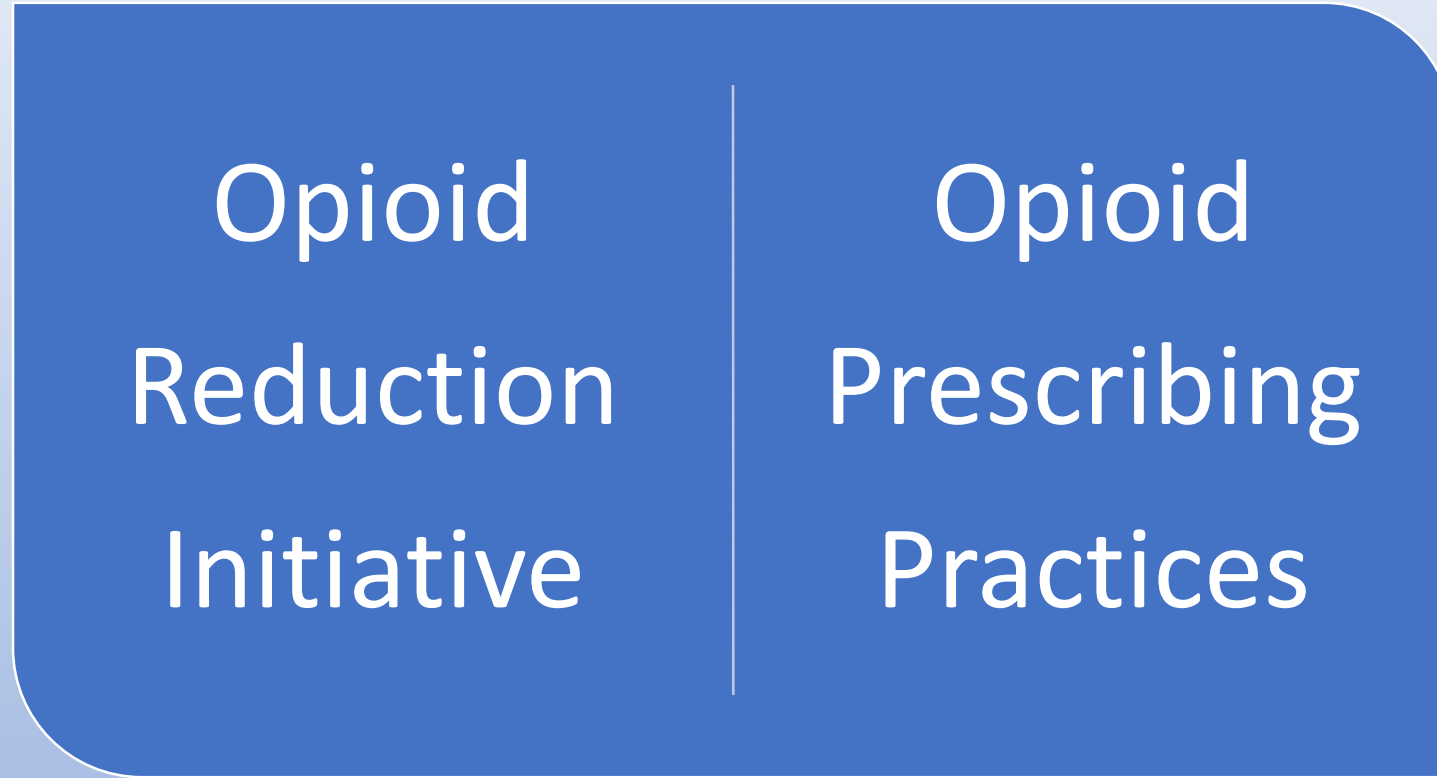 Opioid
Reduction
Initiative
Opioid
Prescribing
Practices